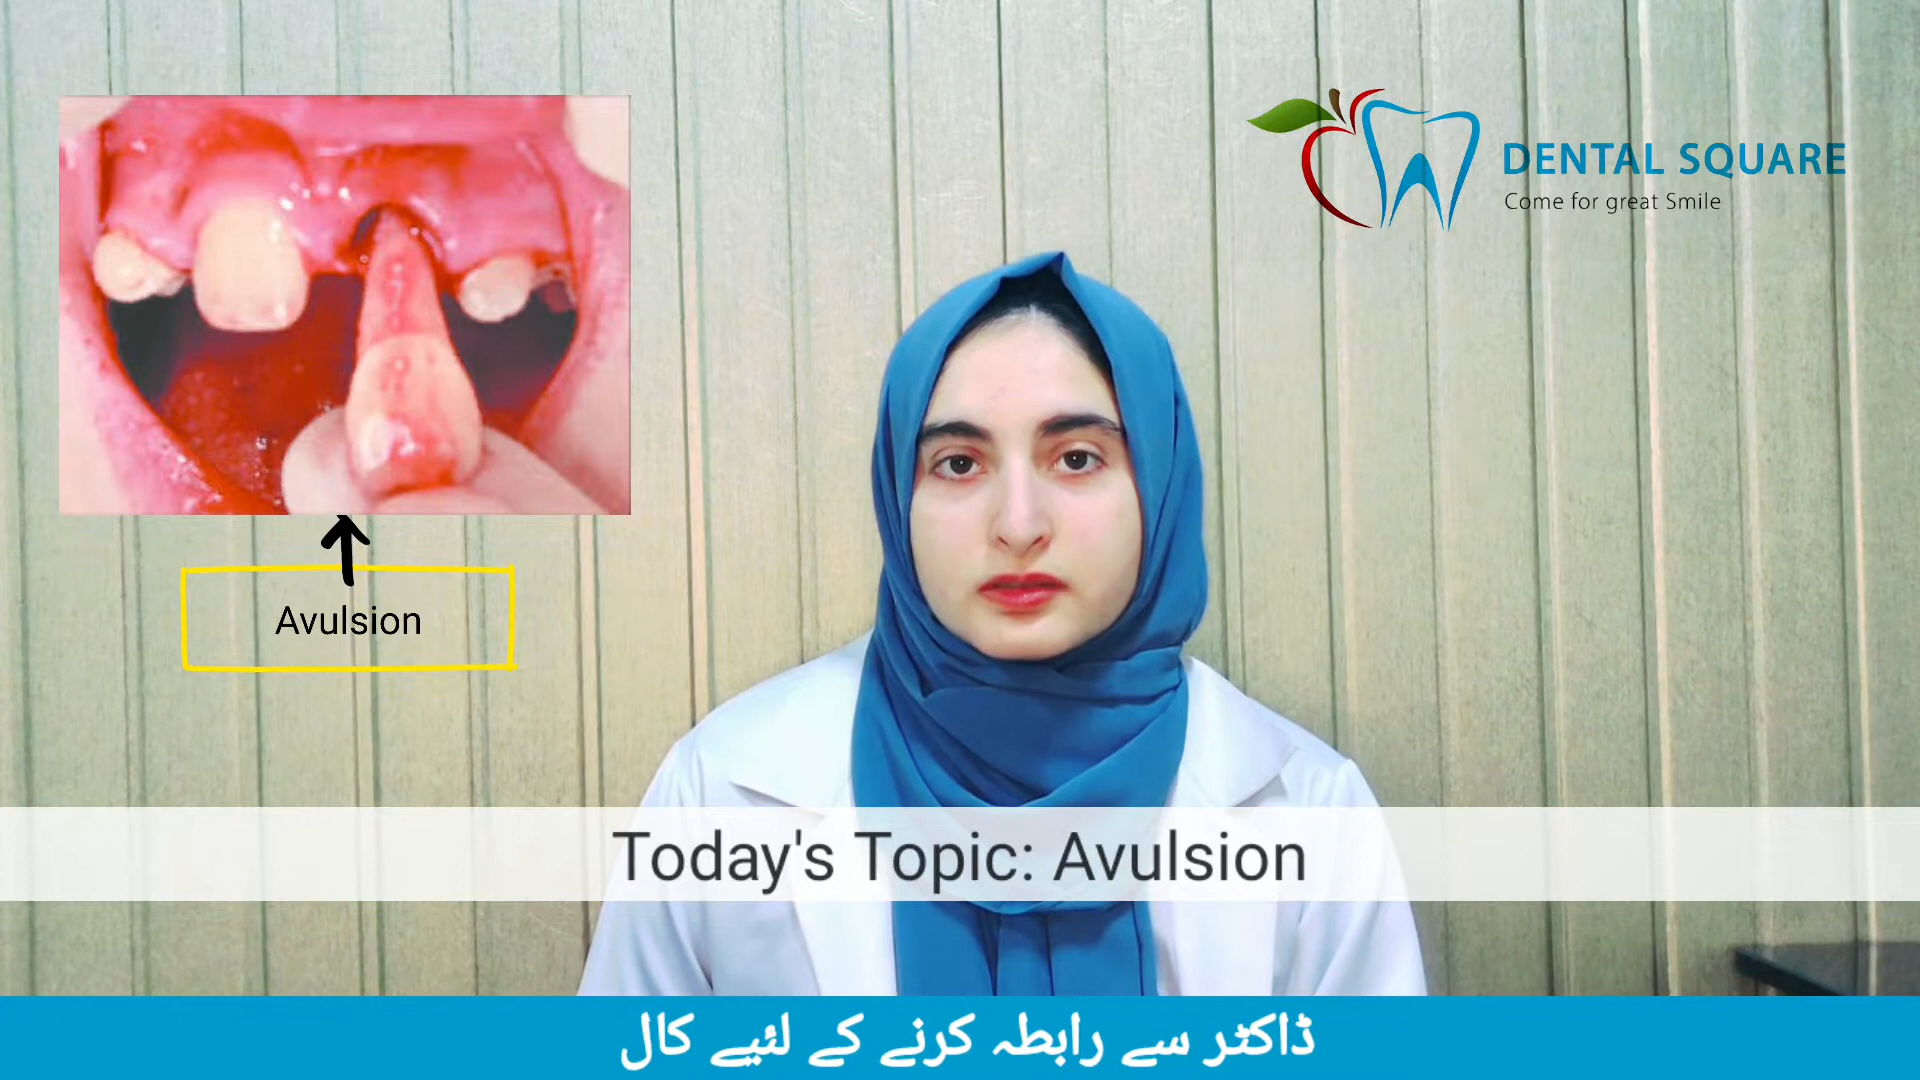 DENTAL SQUARE
Come for great Smile
Avulsion
Today's Topic: Avulsion
ڈاکٹر سے رابطہ کرنے کے لئیے کال